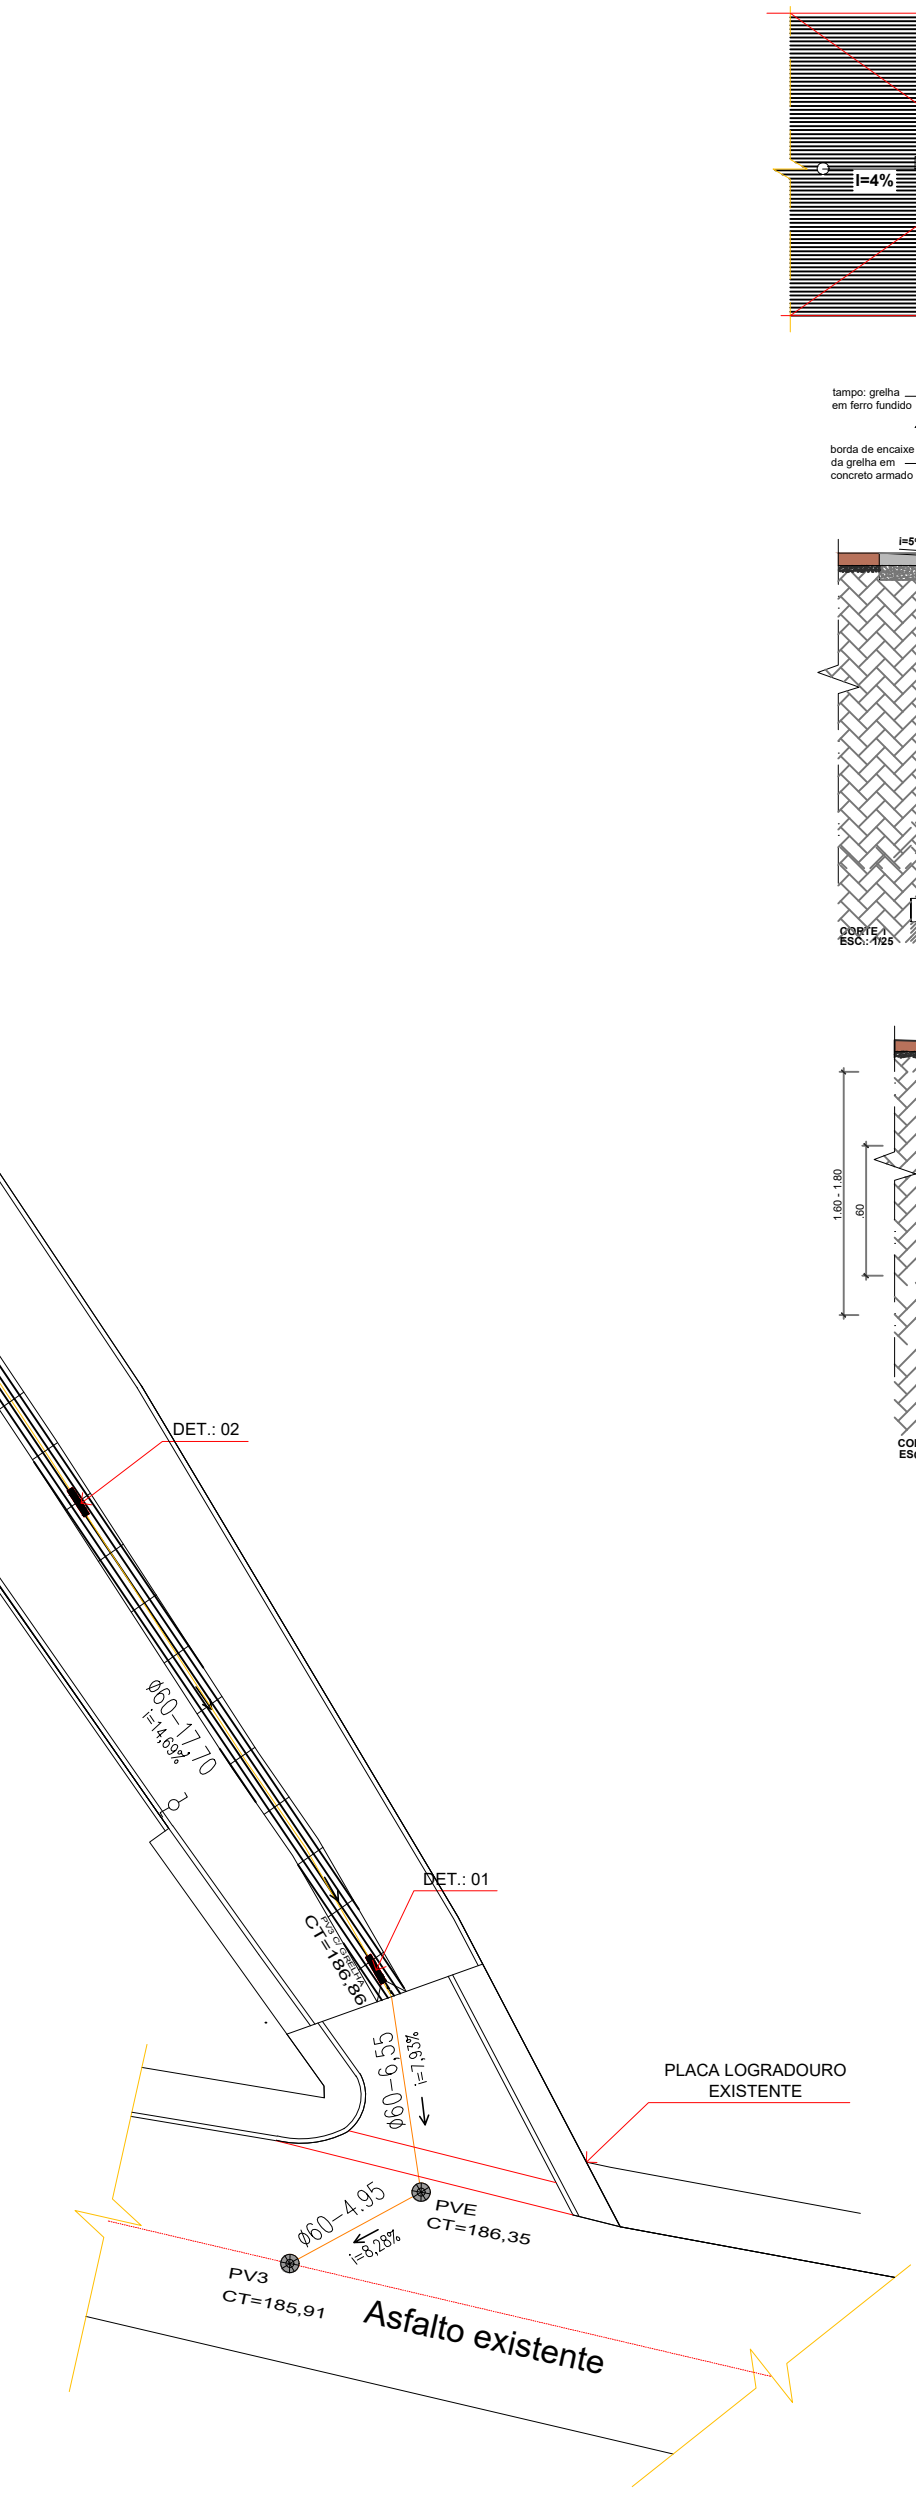 I=4%
tampo: grelha
em ferro fundido
borda de encaixe
da grelha em
concreto armado
CORTE 1
ESC.: 1/25
1.60 - 1.80
.60
DET.: 02
ø60-17,70
i=14,69%
DET.: 01
PV3 C/ GRELHA
CT=186,86
ø60-6,55
i=7,93%
PLACA LOGRADOURO
EXISTENTE
ø60-4.95
i=8,28%
PVE
CT=186,35
PV3
CT=185,91
Asfalto existente